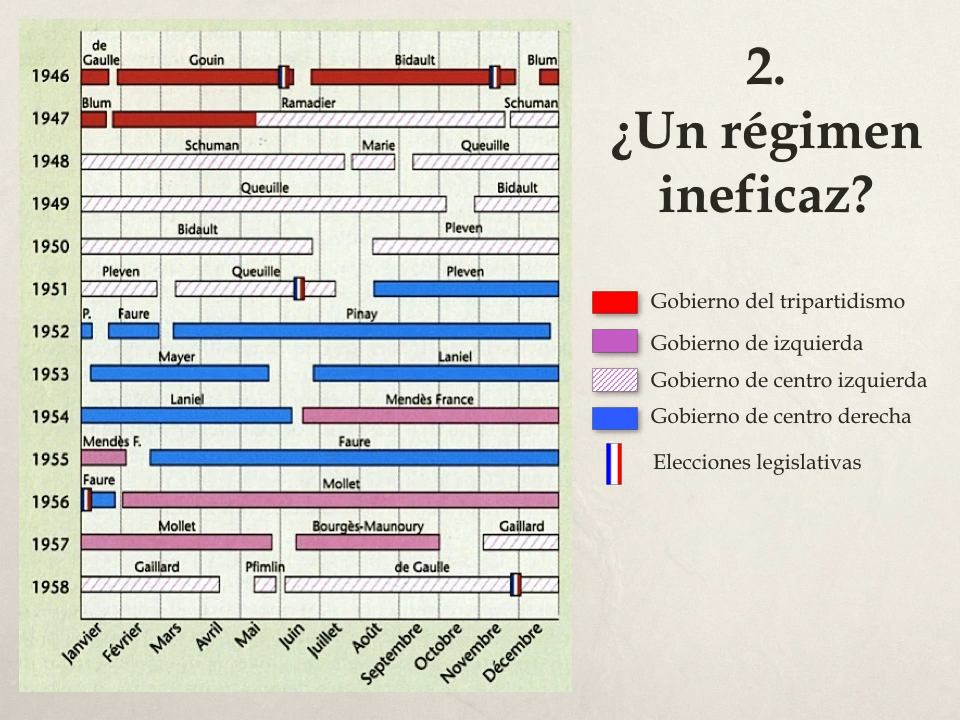 2.
¿Un régimen
ineficaz?
de
Gaulle Gouin Bidault Blum
1946
Blum Ramadier Schuman
1947
Schuman Marie Queuille
1948
Queuille Bidault
1949
Bidault Pleven
1950
Pleven Queuille Pleven
1951
P. Faure Pinay
1952
Mayer Laniel
1953
Laniel Mendès France
1954
Mendès F. Faure
1955
Faure Mollet
1956
Mollet Bourgès-Maunoury Gaillard
1957
Gaillard Pfimlin de Gaulle
1958
Janvier Février Mars Avril Mai Juin Juillet Août Septembre Octobre Novembre Décembre
Gobierno del tripartidismo
Gobierno de izquierda
Gobierno de centro izquierda
Gobierno de centro derecha
Elecciones legislativas